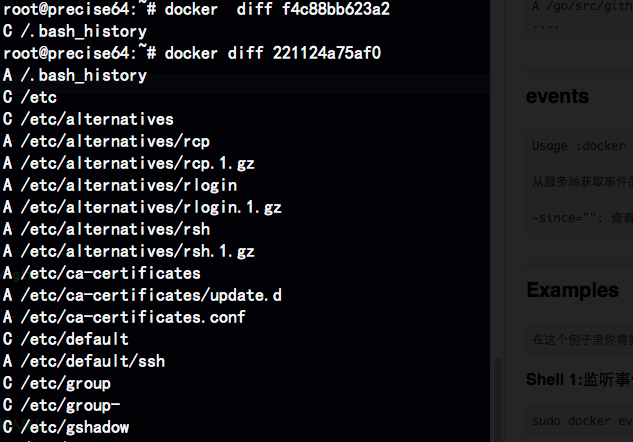 root@precise64:~# docker  diff f4c88bb623a2
C /.bash_history
root@precise64:~# docker diff 221124a75af0
A /.bash_history
C /etc
C /etc/alternatives
A /etc/alternatives/rcp
A /etc/alternatives/rcp.1.gz
A /etc/alternatives/rlogin
A /etc/alternatives/rlogin.1.gz
A /etc/alternatives/rsh
A /etc/alternatives/rsh.1.gz
A /etc/ca-certificates
A /etc/ca-certificates/update.d
A /etc/ca-certificates.conf
C /etc/default
A /etc/default/ssh
C /etc/group
C /etc/group-
C /etc/gshadow
A /go/src/gith
....
events
Usage :docker
从服务端获取事件的
-since="": 查看
Examples
在这个例子里你需要
Shell 1:监听事件
sudo docker ev